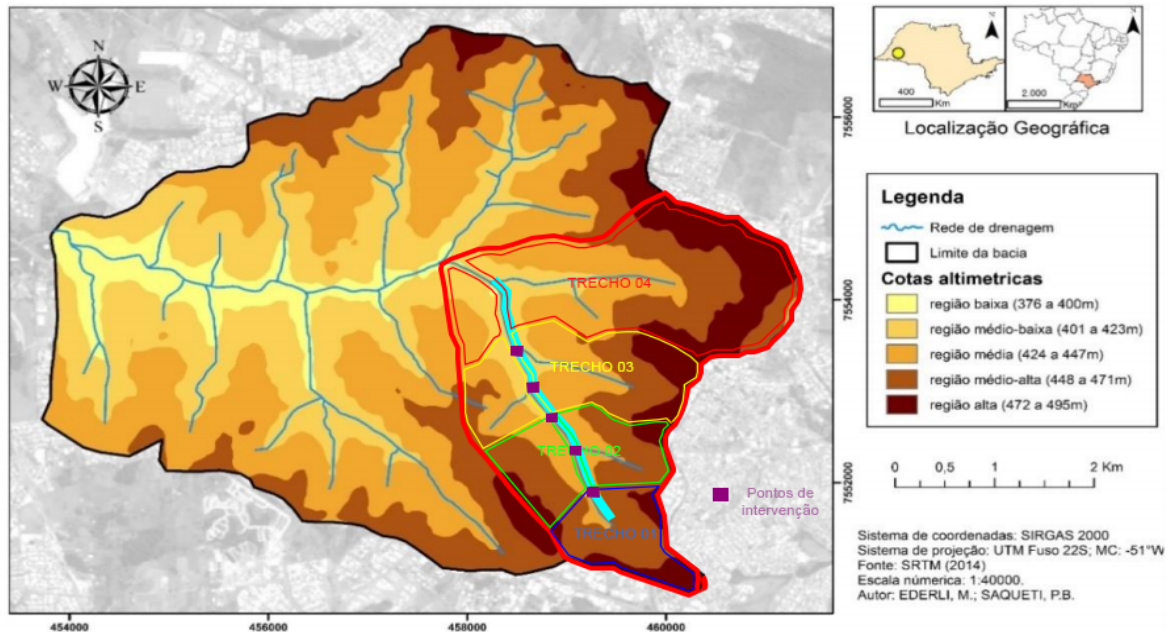 N
W E
S
TRECHO 04
TRECHO 03
TRECHO 02
TRECHO 01
454000
456000
458000
460000
7556000
7554000
7552000
N
400
Km
N
2.000
Km
Localização Geográfica
Legenda
Rede de drenagem
Limite da bacia
Cotas altimetricas
região baixa (376 a 400m)
região médio-baixa (401 a 423m)
região média (424 a 447m)
região médio-alta (448 a 471m)
região alta (472 a 495m)
0 0,5 1 2 Km
Pontos de
intervenção
Sistema de coordenadas: SIRGAS 2000
Sistema de projeção: UTM Fuso 22S; MC: -51°W
Fonte: SRTM (2014)
Escala númerica: 1:40000.
Autor: EDERLI, M.; SAQUETI, P.B.